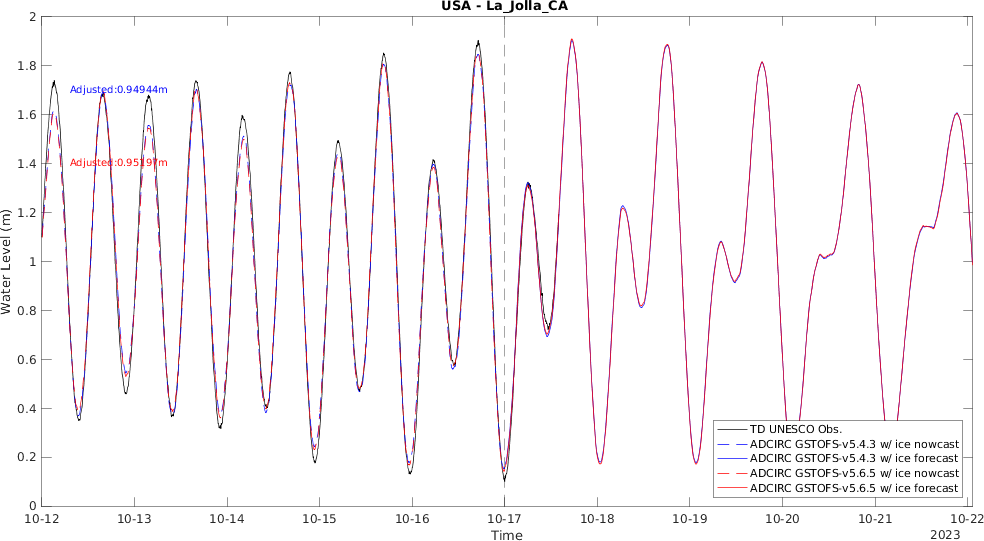 USA - La_Jolla_CA
2
1.8
1.6
1.4
1.2
1
0.8
0.6
0.4
0.2
0
Water Level (m)
Adjusted:0.94944m
Adjusted:0.95197m
TD UNESCO Obs.
ADCIRC GSTOFS-v5.4.3 w/ ice nowcast
ADCIRC GSTOFS-v5.4.3 w/ ice forecast
ADCIRC GSTOFS-v5.6.5 w/ ice nowcast
ADCIRC GSTOFS-v5.6.5 w/ ice forecast
10-12 10-13 10-14 10-15 10-16 10-17 10-18 10-19 10-20 10-21 10-22
Time 2023